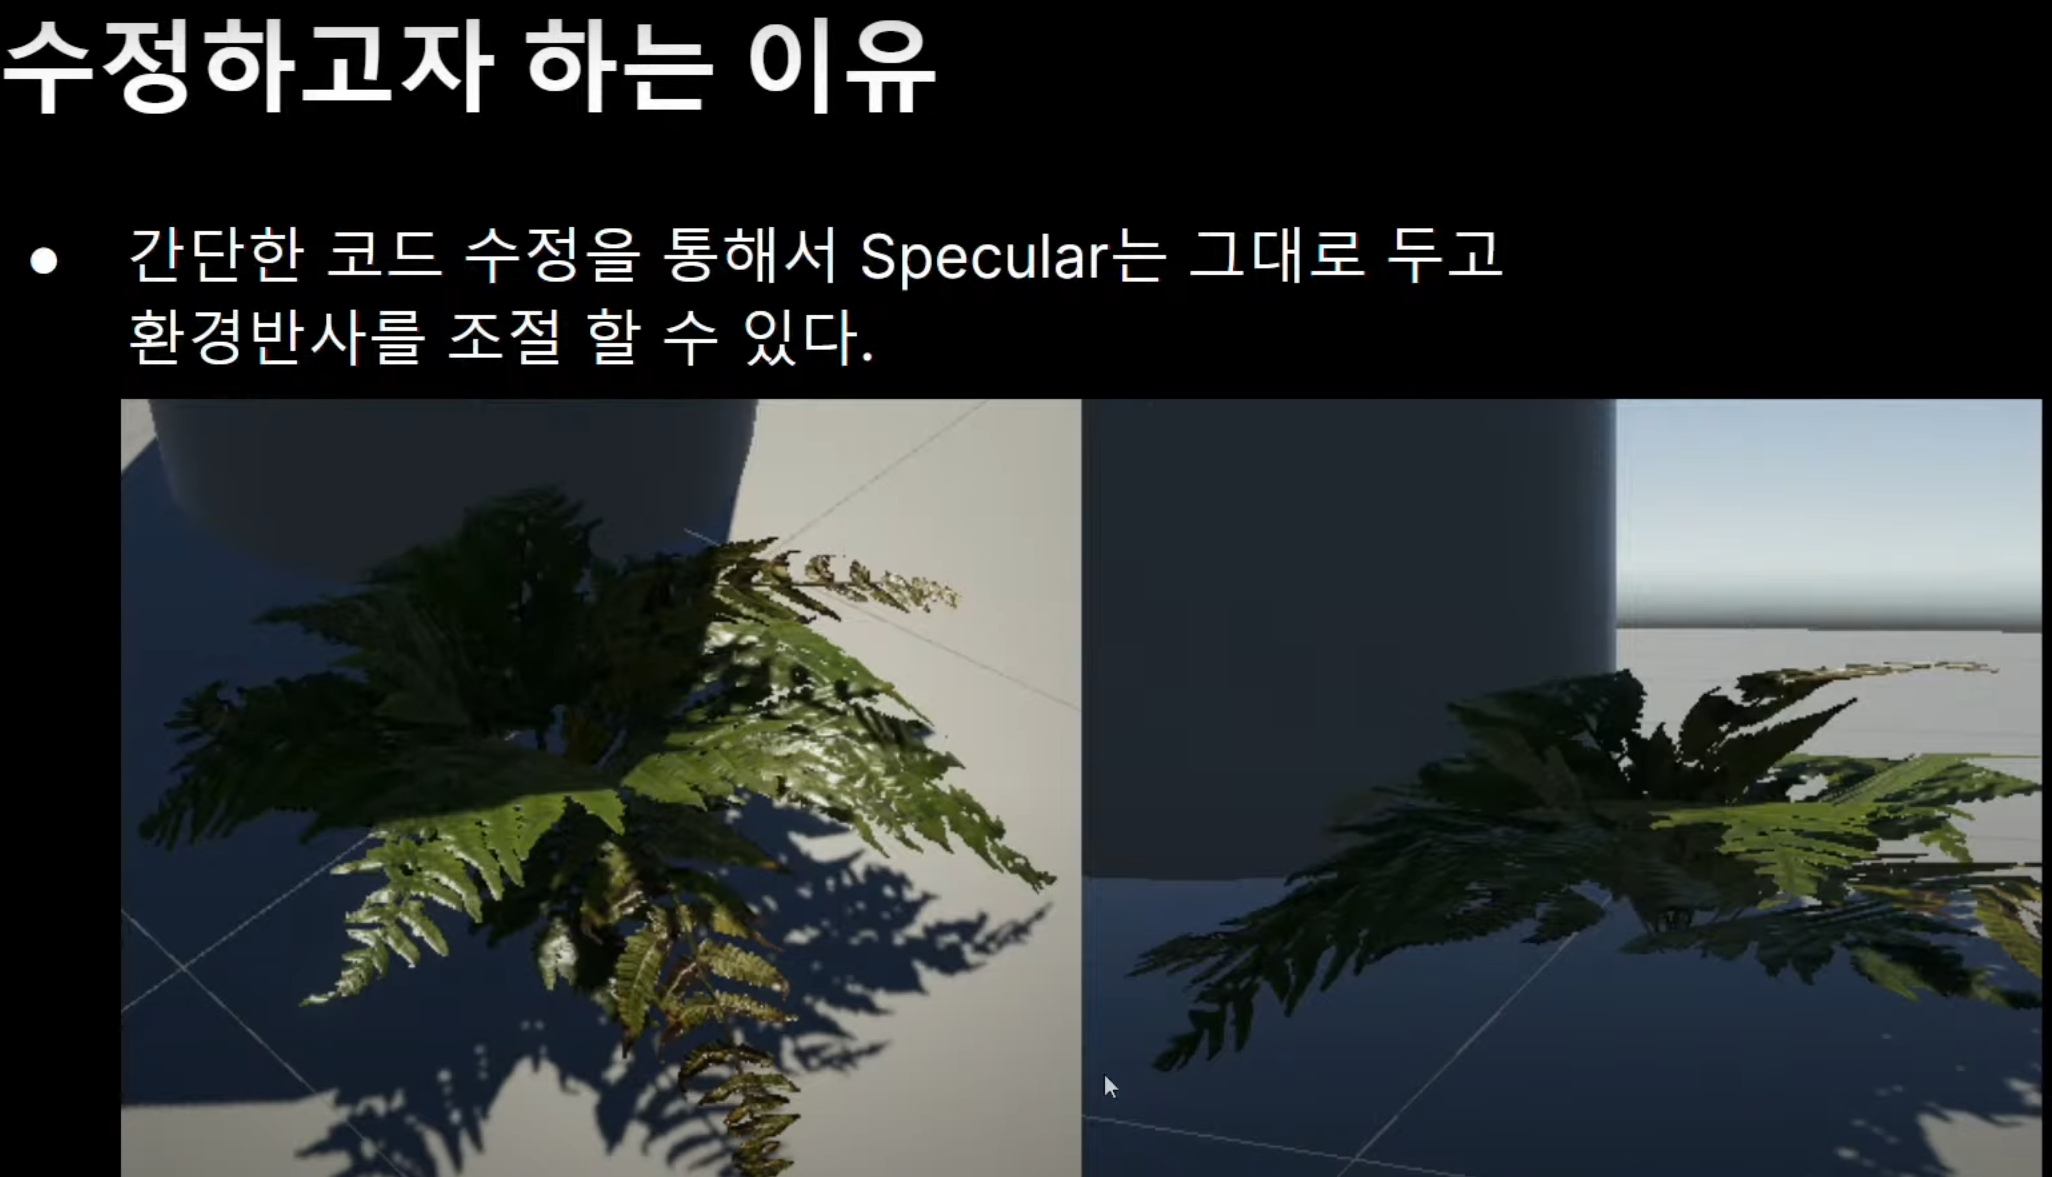 수정하고자 하는 이유
● 간단한 코드 수정을 통해서 Specular는 그대로 두고
환경반사를 조절 할 수 있다.